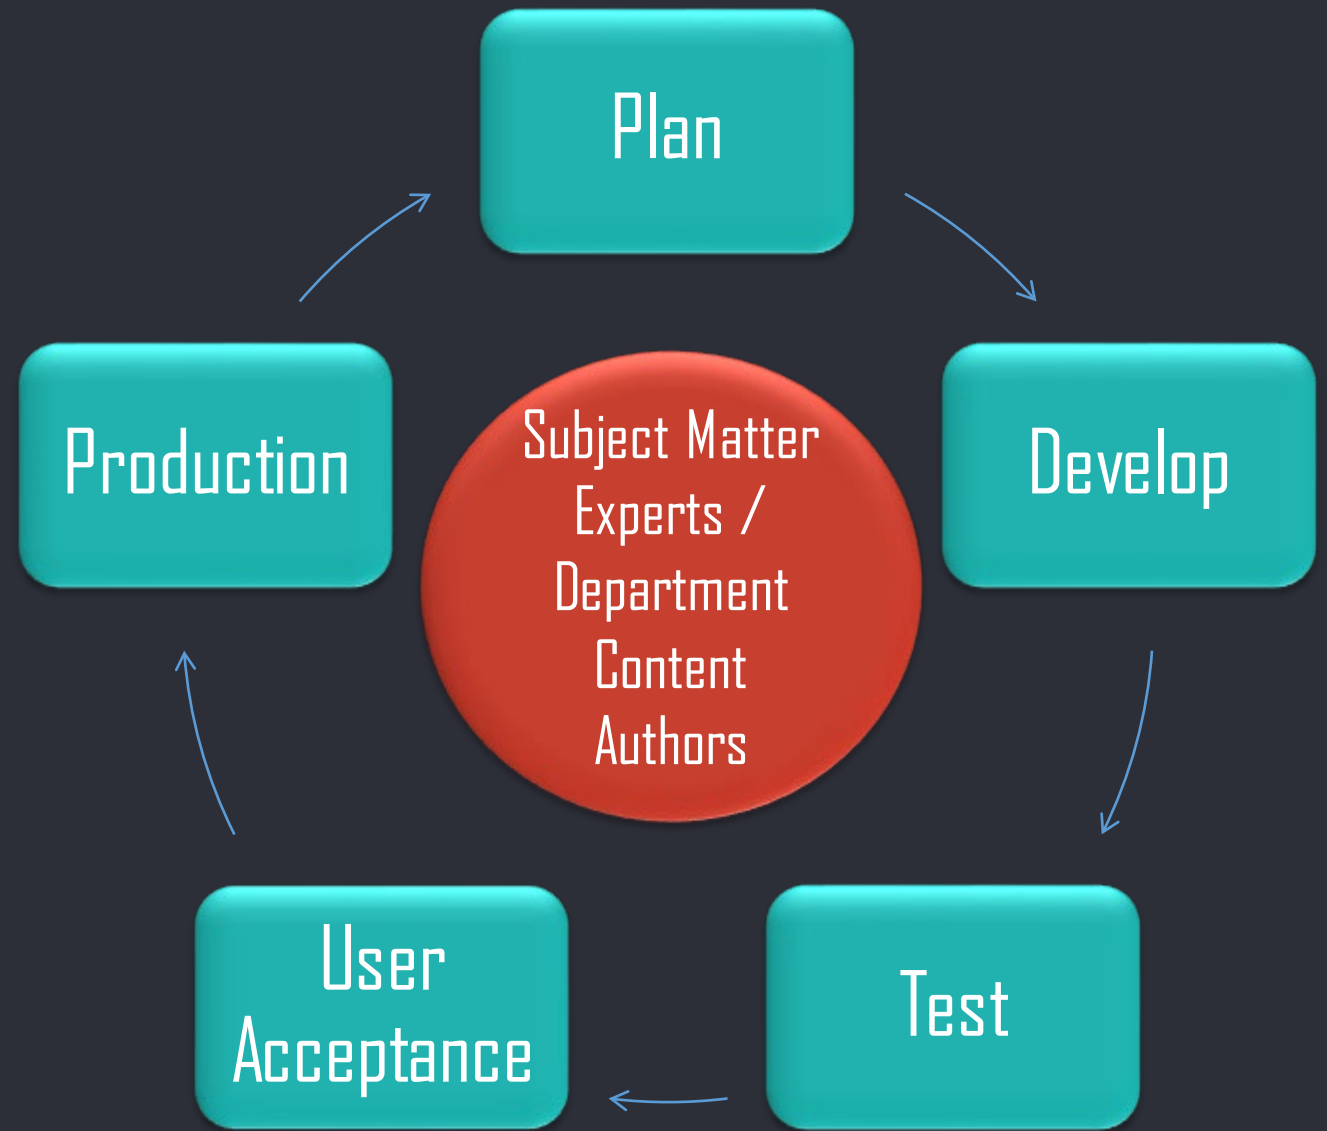 Plan
Develop
Test
User
Acceptance
Production
Subject Matter
Experts /
Department
Content
Authors